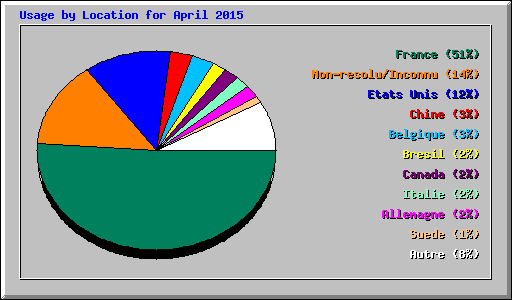 Usage by Location for April 2015
France (51%)
Non-resolu/Inconnu (14%)
Etats Unis (12%)
Chine (3%)
Belgique (3%)
Bresil (2%)
Canada (2%)
Italie (2%)
Allemagne (2%)
Suede (1%)
Autre (8%)